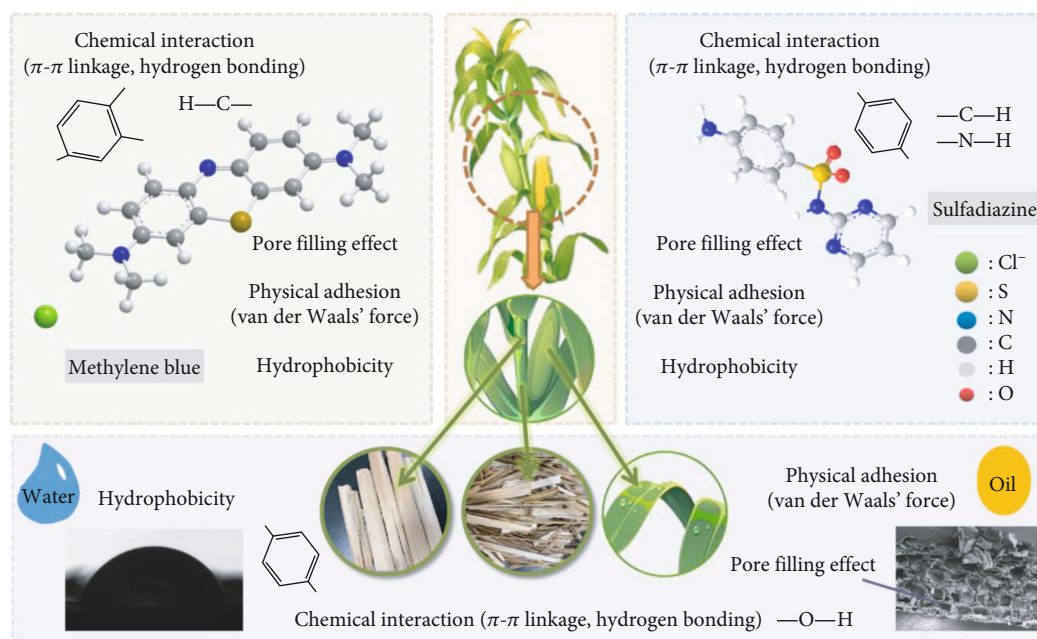 Chemical interaction
(π-π linkage, hydrogen bonding)
H—C—
Pore filling effect
Physical adhesion
(van der Waals' force)
Methylene blue
Hydrophobicity
Chemical interaction
(π-π linkage, hydrogen bonding)
—C—H
—N—H
Sulfadiazine
Pore filling effect
Physical adhesion
(van der Waals' force)
Hydrophobicity
: Cl⁻
: S
: N
: C
: H
: O
Water
Hydrophobicity
Physical adhesion
(van der Waals' force)
Oil
Pore filling effect
Chemical interaction (π-π linkage, hydrogen bonding) —O—H